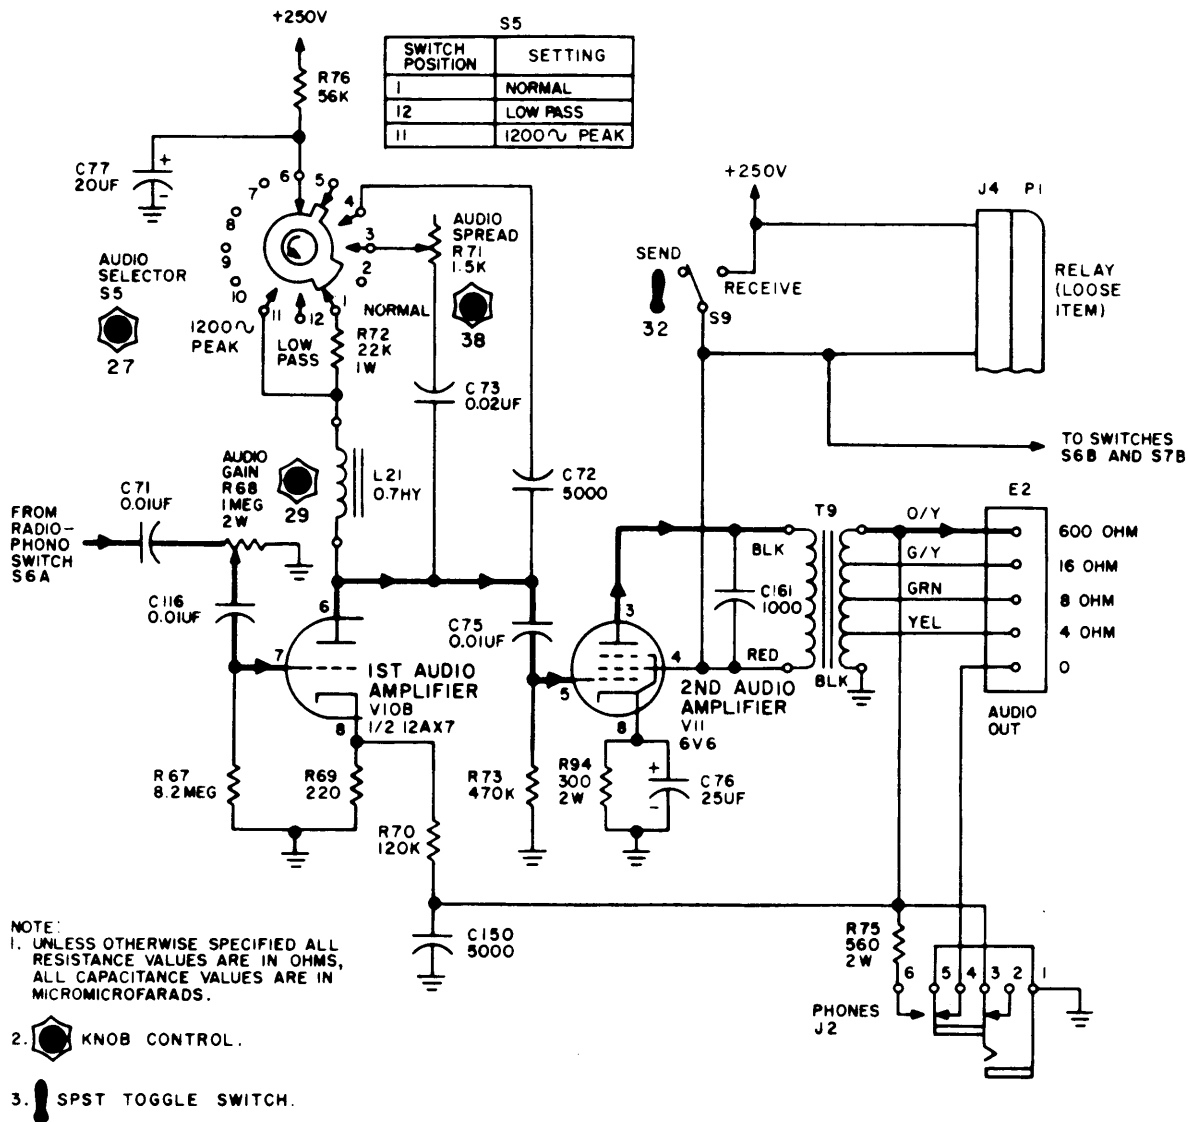 +250V
R76
56K
C77
20UF
+
-
S5
SWITCH POSITION SETTING
1 NORMAL
12 LOW PASS
11 1200∿ PEAK
6
5
7
4
8
3
9
2
10
1
11
12
AUDIO
SELECTOR
S5
27
1200∿
PEAK
LOW
PASS
NORMAL
R72
22K
1W
AUDIO
SPREAD
R71
1.5K
38
C73
0.02UF
+250V
SEND
RECEIVE
32
S9
J4 P1
RELAY
(LOOSE
ITEM)
TO SWITCHES
S6B AND S7B
AUDIO
GAIN
R68
1MEG
2W
29
L21
0.7HY
C72
5000
FROM
RADIO-
PHONO
SWITCH
S6A
C71
0.01UF
C116
0.01UF
6
7
8
1ST AUDIO
AMPLIFIER
V10B
1/2 12AX7
C75
0.01UF
3
4
5
8
2ND AUDIO
AMPLIFIER
V11
6V6
BLK
C161
1000
RED
T9
BLK
O/Y
G/Y
GRN
YEL
E2
600 OHM
16 OHM
8 OHM
4 OHM
0
AUDIO
OUT
R67
8.2MEG
R69
220
R70
120K
R73
470K
R94
300
2W
+
-
C76
25UF
C150
5000
R75
560
2W
6 5 4 3 2 1
PHONES
J2
NOTE:
1. UNLESS OTHERWISE SPECIFIED ALL
RESISTANCE VALUES ARE IN OHMS,
ALL CAPACITANCE VALUES ARE IN
MICROMICROFARADS.
2. KNOB CONTROL.
3. SPST TOGGLE SWITCH.